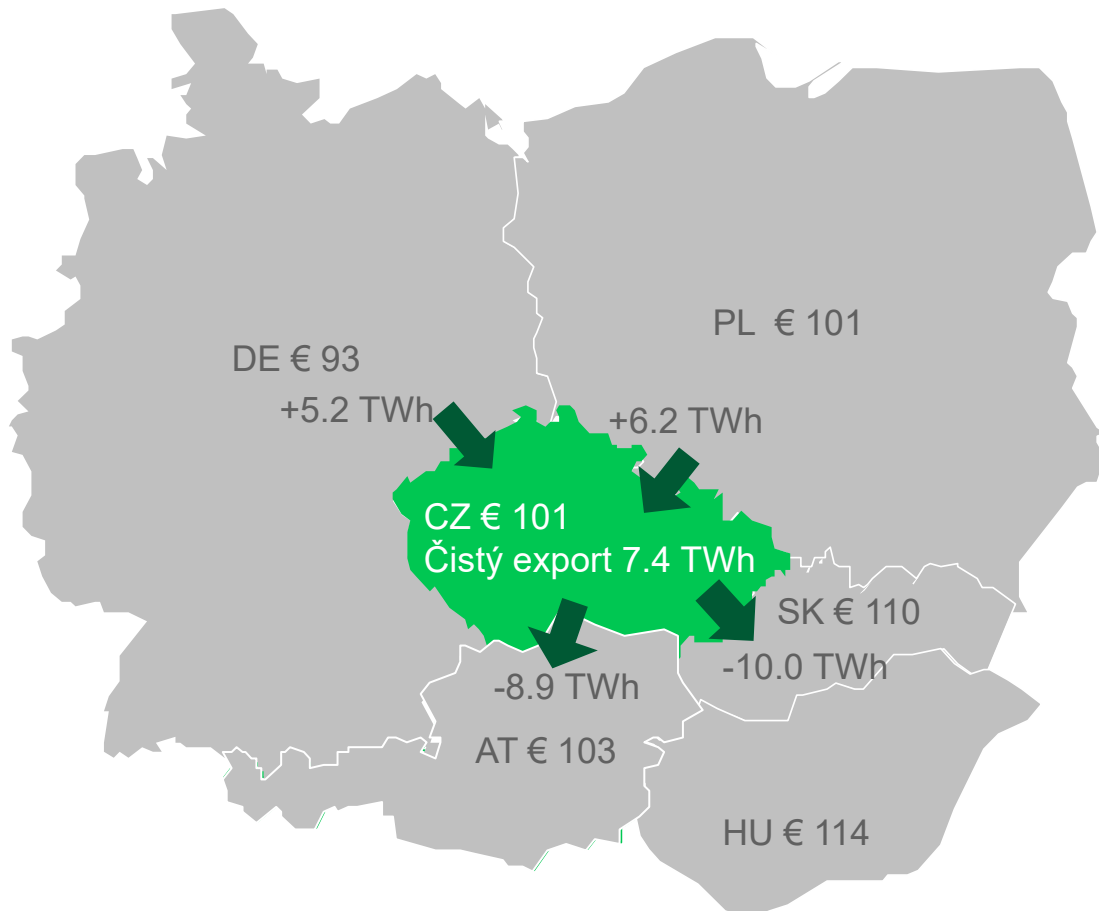 PL € 101
DE € 93
+5.2 TWh
+6.2 TWh
CZ € 101
Čistý export 7.4 TWh
SK € 110
-10.0 TWh
-8.9 TWh
AT € 103
HU € 114